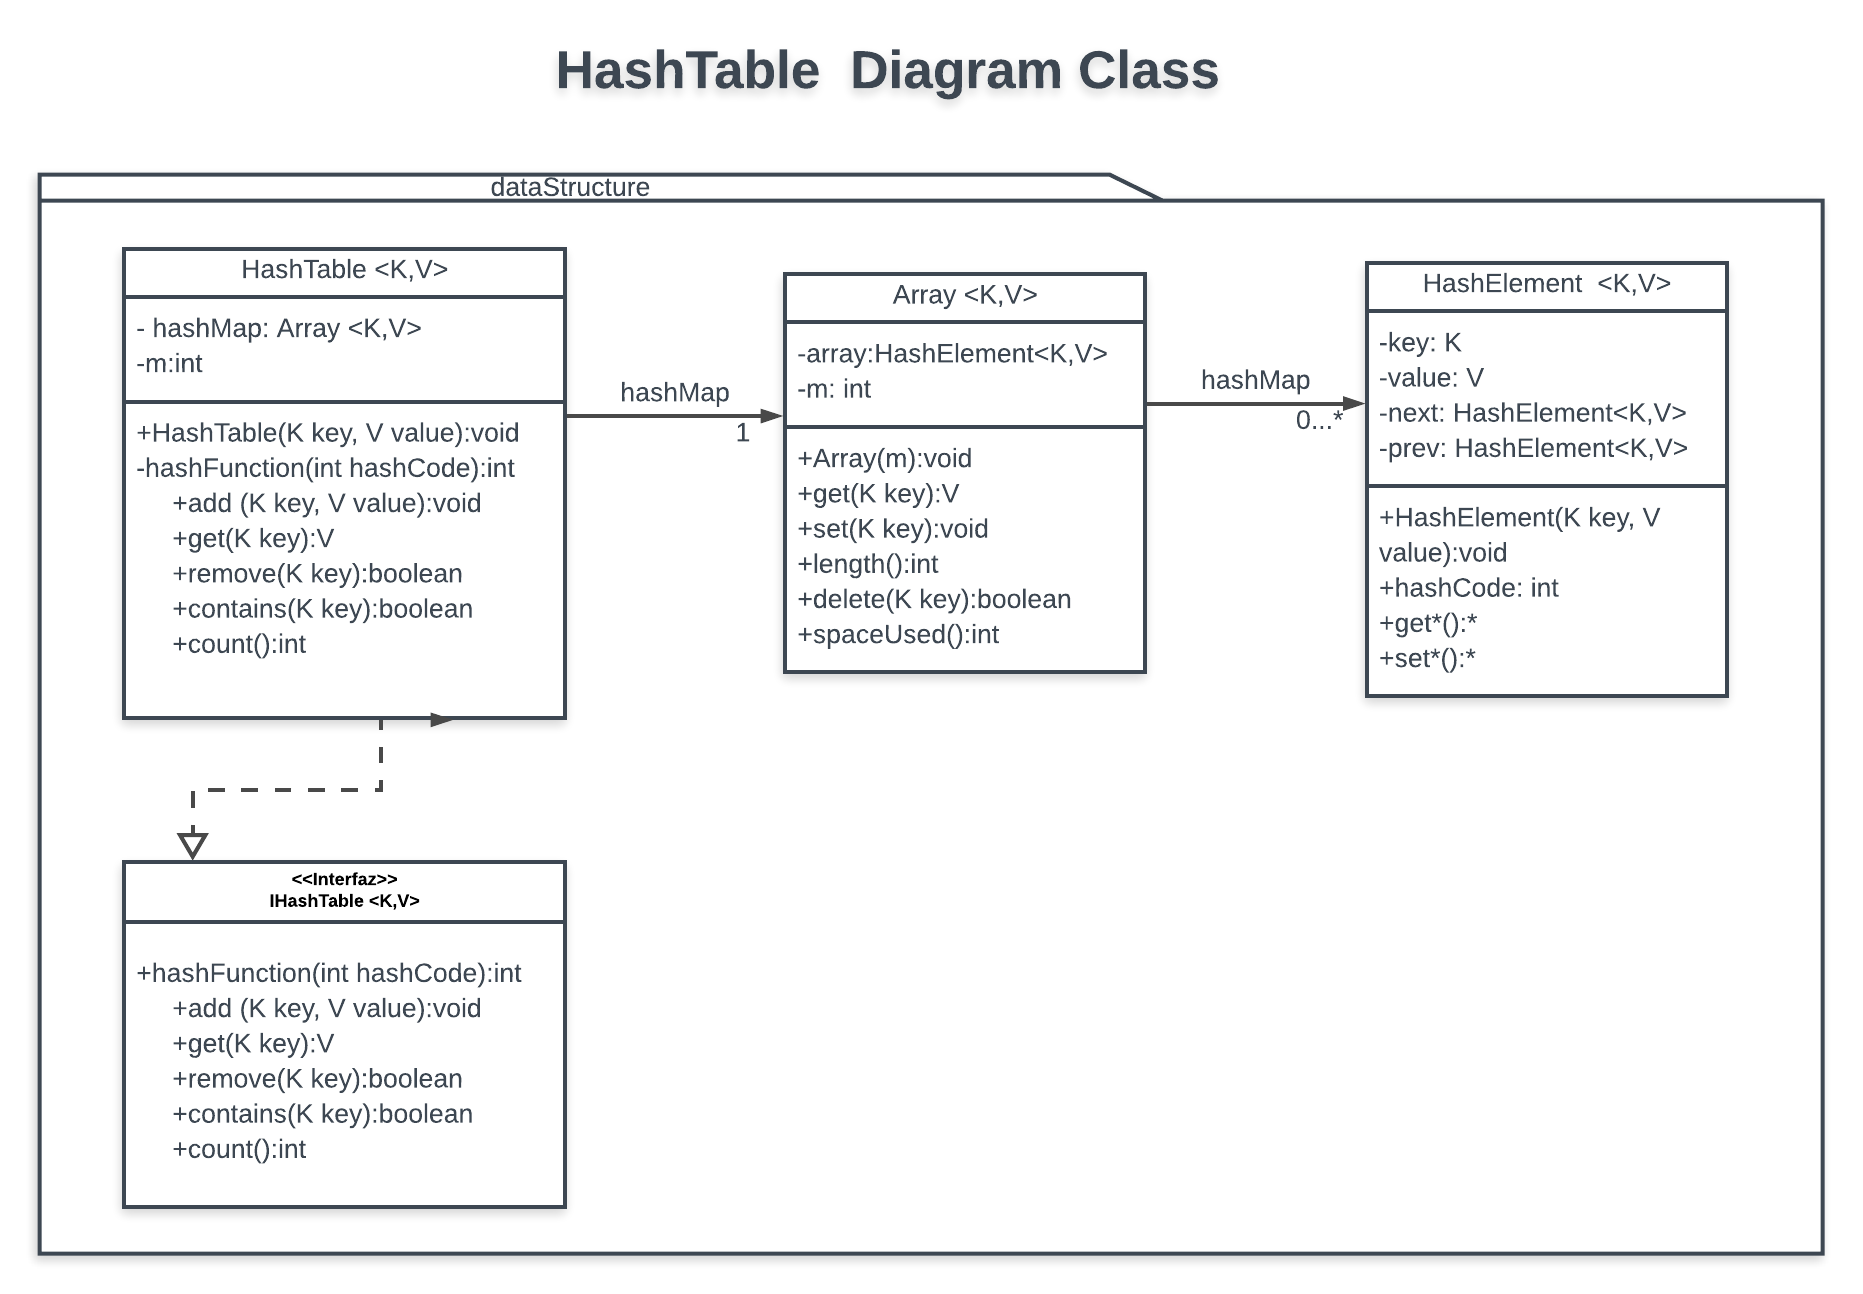 HashTable  Diagram Class
dataStructure
HashTable <K,V>
- hashMap: Array <K,V>
-m:int
+HashTable(K key, V value):void
-hashFunction(int hashCode):int
+add (K key, V value):void
+get(K key):V
+remove(K key):boolean
+contains(K key):boolean
+count():int
hashMap
1
Array <K,V>
-array:HashElement<K,V>
-m: int
+Array(m):void
+get(K key):V
+set(K key):void
+length():int
+delete(K key):boolean
+spaceUsed():int
hashMap
0...*
HashElement  <K,V>
-key: K
-value: V
-next: HashElement<K,V>
-prev: HashElement<K,V>
+HashElement(K key, V
value):void
+hashCode: int
+get*():*
+set*():*
<<Interfaz>>
IHashTable <K,V>
+hashFunction(int hashCode):int
+add (K key, V value):void
+get(K key):V
+remove(K key):boolean
+contains(K key):boolean
+count():int